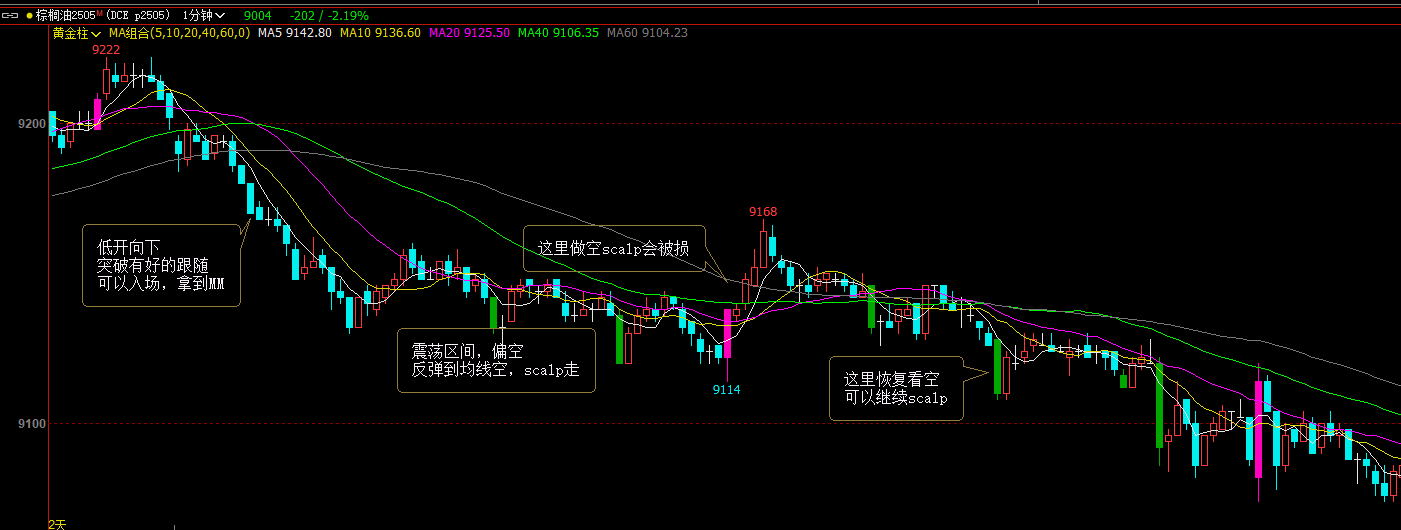 棕榈油2505M (DCE p2505) 1分钟 9004 -202 / -2.19%
黄金柱 MA组合(5,10,20,40,60,0) MA5 9142.80 MA10 9136.60 MA20 9125.50 MA40 9106.35 MA60 9104.23
9222
9200
9168
低开向下
突破有好的跟随
可以入场，拿到MM
这里做空scalp会被损
震荡区间，偏空
反弹到均线空，scalp走
9114
这里恢复看空
可以继续scalp
9100
2天